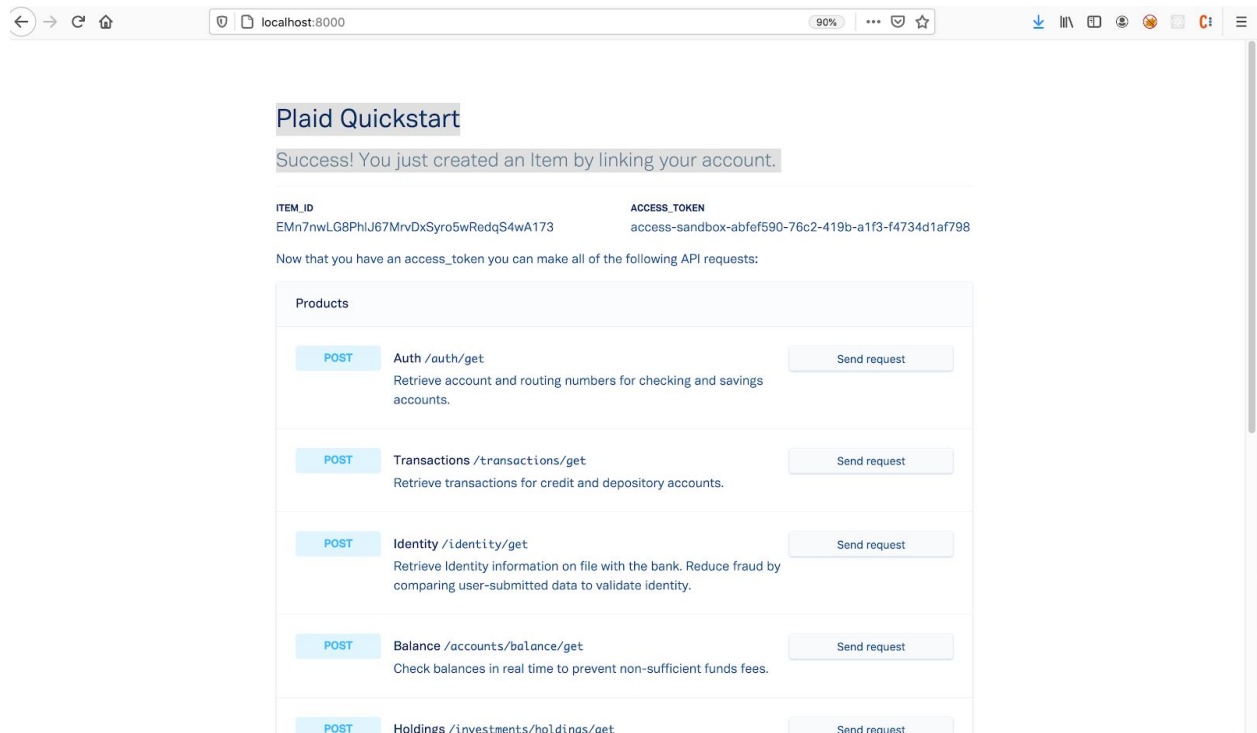 localhost:8000
90%
Plaid Quickstart
Success! You just created an Item by linking your account.
ITEM_ID
EMn7nwLG8PhlJ67MrvDxSyro5wRedqS4wA173
ACCESS_TOKEN
access-sandbox-abfef590-76c2-419b-a1f3-f4734d1af798
Now that you have an access_token you can make all of the following API requests:
Products
POST
Auth /auth/get
Retrieve account and routing numbers for checking and savings
accounts.
Send request
POST
Transactions /transactions/get
Retrieve transactions for credit and depository accounts.
Send request
POST
Identity /identity/get
Retrieve Identity information on file with the bank. Reduce fraud by
comparing user-submitted data to validate identity.
Send request
POST
Balance /accounts/balance/get
Check balances in real time to prevent non-sufficient funds fees.
Send request
POST
Holdings /investments/holdings/get
Send request